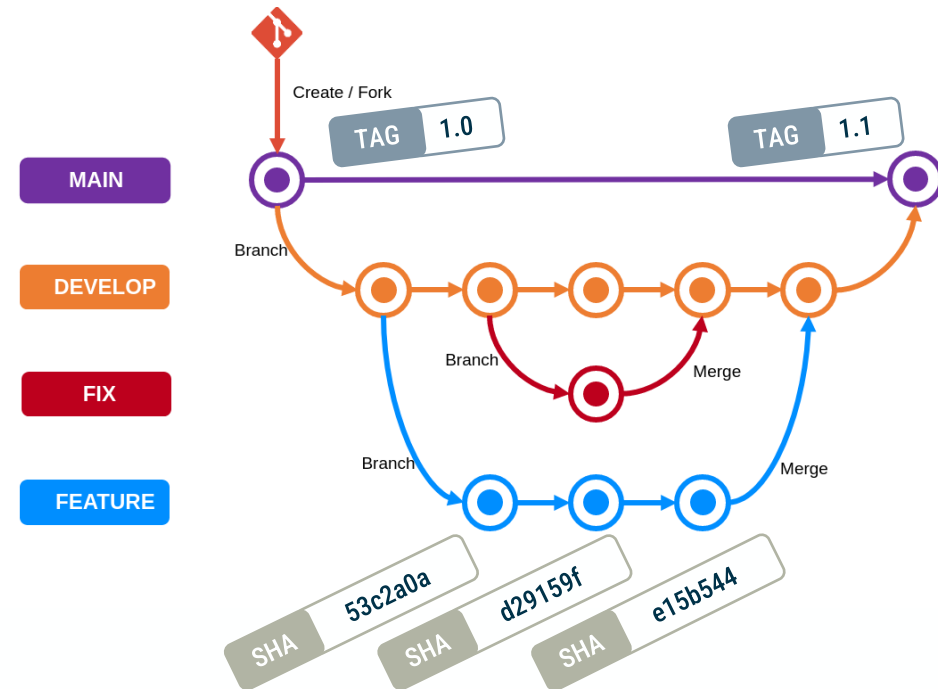 Create / Fork
TAG 1.0
TAG 1.1
MAIN
Branch
DEVELOP
Branch
Merge
FIX
Branch
Merge
FEATURE
SHA 53c2a0a
SHA d29159f
SHA e15b544